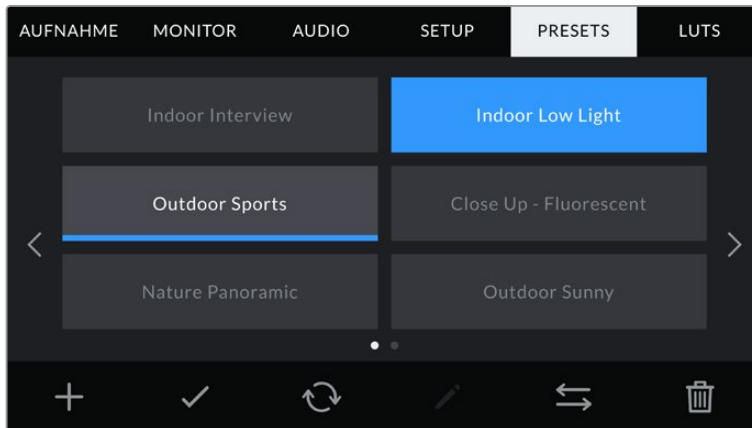 AUFNAHME MONITOR AUDIO SETUP PRESETS LUTS
Indoor Interview Indoor Low Light
Outdoor Sports Close Up - Fluorescent
Nature Panoramic Outdoor Sunny